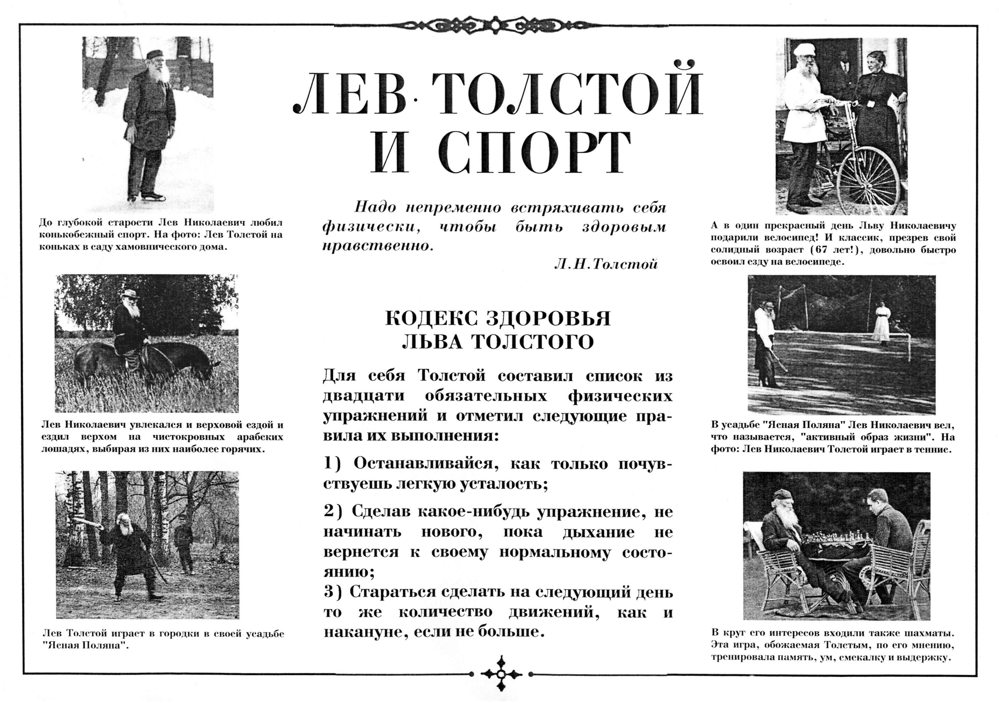 ЛЕВ · ТОЛСТОЙ
И СПОРТ
Надо непременно встряхивать себя
физически, чтобы быть здоровым
нравственно.
Л.Н.Толстой
КОДЕКС ЗДОРОВЬЯ
ЛЬВА ТОЛСТОГО
Для себя Толстой составил список из
двадцати обязательных физических
упражнений и отметил следующие пра-
вила их выполнения:
1) Останавливайся, как только почув-
ствуешь легкую усталость;
2) Сделав какое-нибудь упражнение, не
начинать нового, пока дыхание не
вернется к своему нормальному состо-
янию;
3) Стараться сделать на следующий день
то же количество движений, как и
накануне, если не больше.
До глубокой старости Лев Николаевич любил
конькобежный спорт. На фото: Лев Толстой на
коньках в саду хамовнического дома.
Лев Николаевич увлекался и верховой ездой и
ездил верхом на чистокровных арабских
лошадях, выбирая из них наиболее горячих.
Лев Толстой играет в городки в своей усадьбе
"Ясная Поляна".
А в один прекрасный день Льву Николаевичу
подарили велосипед! И классик, презрев свой
солидный возраст (67 лет!), довольно быстро
освоил езду на велосипеде.
В усадьбе "Ясная Поляна" Лев Николаевич вел,
что называется, "активный образ жизни". На
фото: Лев Николаевич Толстой играет в теннис.
В круг его интересов входили также шахматы.
Эта игра, обожаемая Толстым, по его мнению,
тренировала память, ум, смекалку и выдержку.